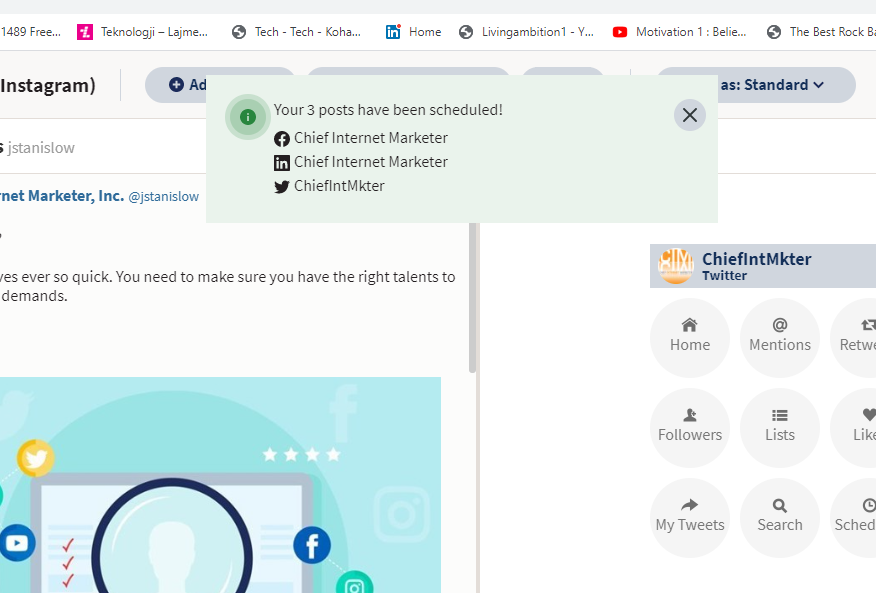 1489 Free... Teknologji – Lajme... Tech - Tech - Koha... Home Livingambition1 - Y... Motivation 1 : Belie... The Best Rock Ba
Instagram) Ad as: Standard
Your 3 posts have been scheduled!
Chief Internet Marketer
Chief Internet Marketer
ChiefIntMkter
s jstanislow
rnet Marketer, Inc. @jstanislow
ves ever so quick. You need to make sure you have the right talents to
demands.
CIM
ChiefIntMkter
Twitter
Home Mentions Retwe
Followers Lists Like
My Tweets Search Sched